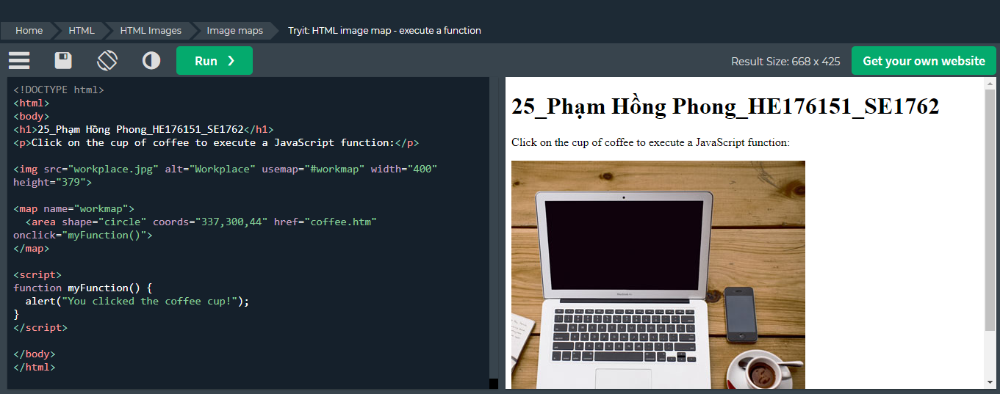 Home
HTML
HTML Images
Image maps
Tryit: HTML image map - execute a function
Run ❯
Result Size: 668 x 425
Get your own website
<!DOCTYPE html>
<html>
<body>
<h1>25_Phạm Hồng Phong_HE176151_SE1762</h1>
<p>Click on the cup of coffee to execute a JavaScript function:</p>
<img src="workplace.jpg" alt="Workplace" usemap="#workmap" width="400"
height="379">
<map name="workmap">
  <area shape="circle" coords="337,300,44" href="coffee.htm"
onclick="myFunction()">
</map>
<script>
function myFunction() {
  alert("You clicked the coffee cup!");
}
</script>
</body>
</html>
25_Phạm Hồng Phong_HE176151_SE1762
Click on the cup of coffee to execute a JavaScript function: